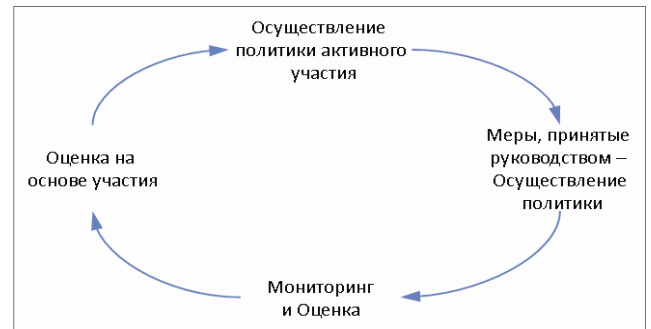 Осуществление
политики активного
участия
Меры, принятые
руководством –
Осуществление
политики
Мониторинг
и Оценка
Оценка на
основе участия